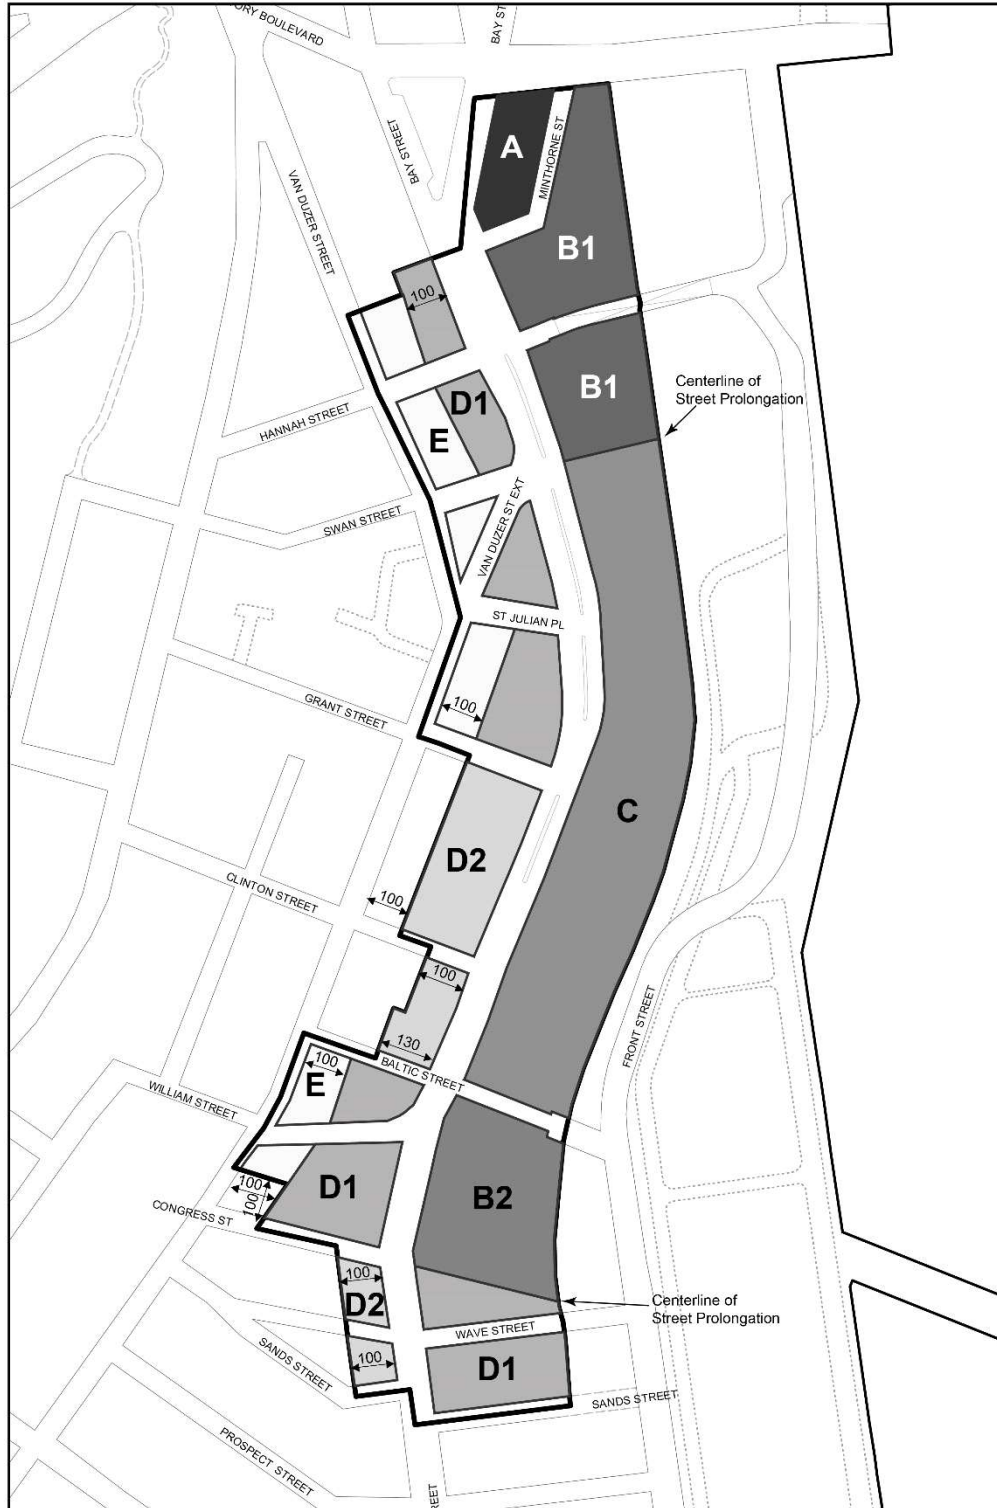 ORY BOULEVARD
BAY ST
BAY STREET
A
MINTHORNE ST
VAN DUZER STREET
B1
100
B1
Centerline of
Street Prolongation
D1
HANNAH STREET
E
SWAN STREET
VAN DUZER ST EXT
ST JULIAN PL
100
GRANT STREET
C
D2
CLINTON STREET
100
100
FRONT STREET
130
100
BALTIC STREET
E
WILLIAM STREET
100
D1
100
B2
CONGRESS ST
100
D2
Centerline of
Street Prolongation
WAVE STREET
SANDS STREET
100
D1
SANDS STREET
PROSPECT STREET
REET